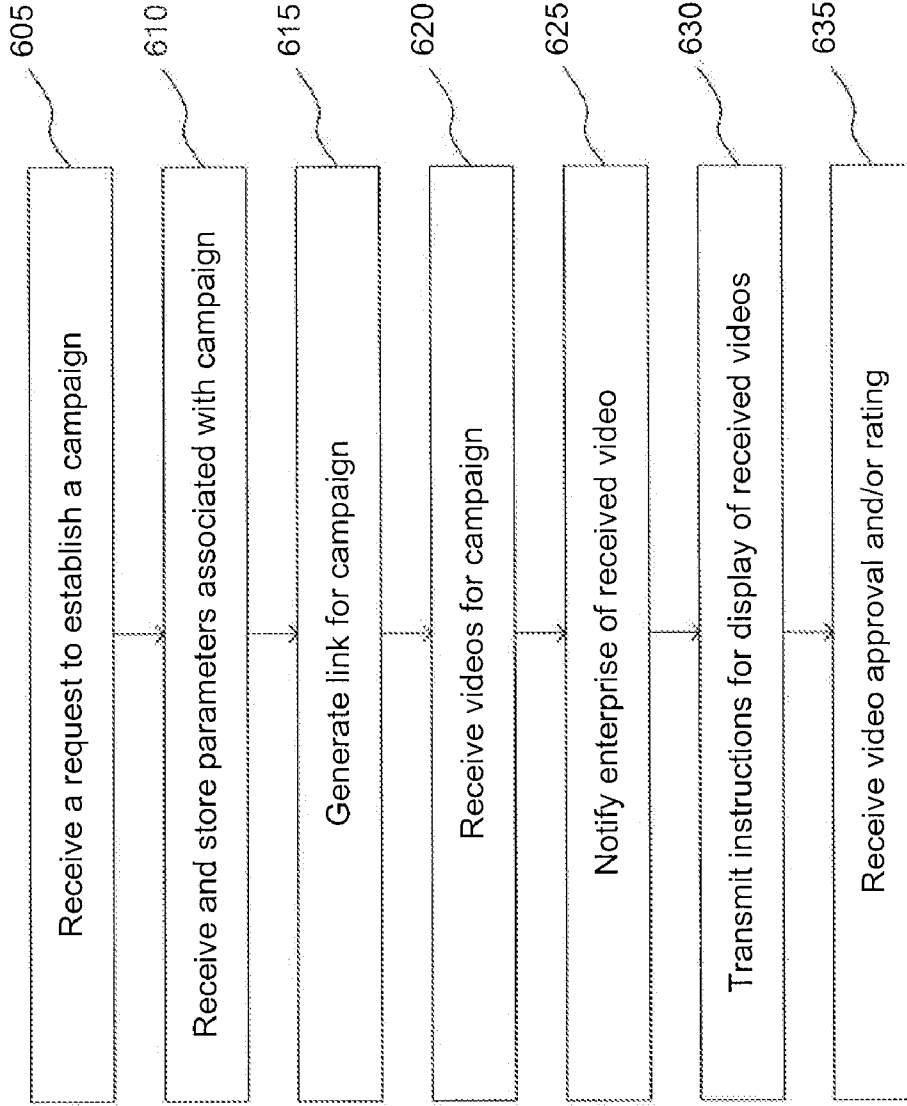 605
Receive a request to establish a campaign
610
Receive and store parameters associated with campaign
615
Generate link for campaign
620
Receive videos for campaign
625
Notify enterprise of received video
630
Transmit instructions for display of received videos
635
Receive video approval and/or rating